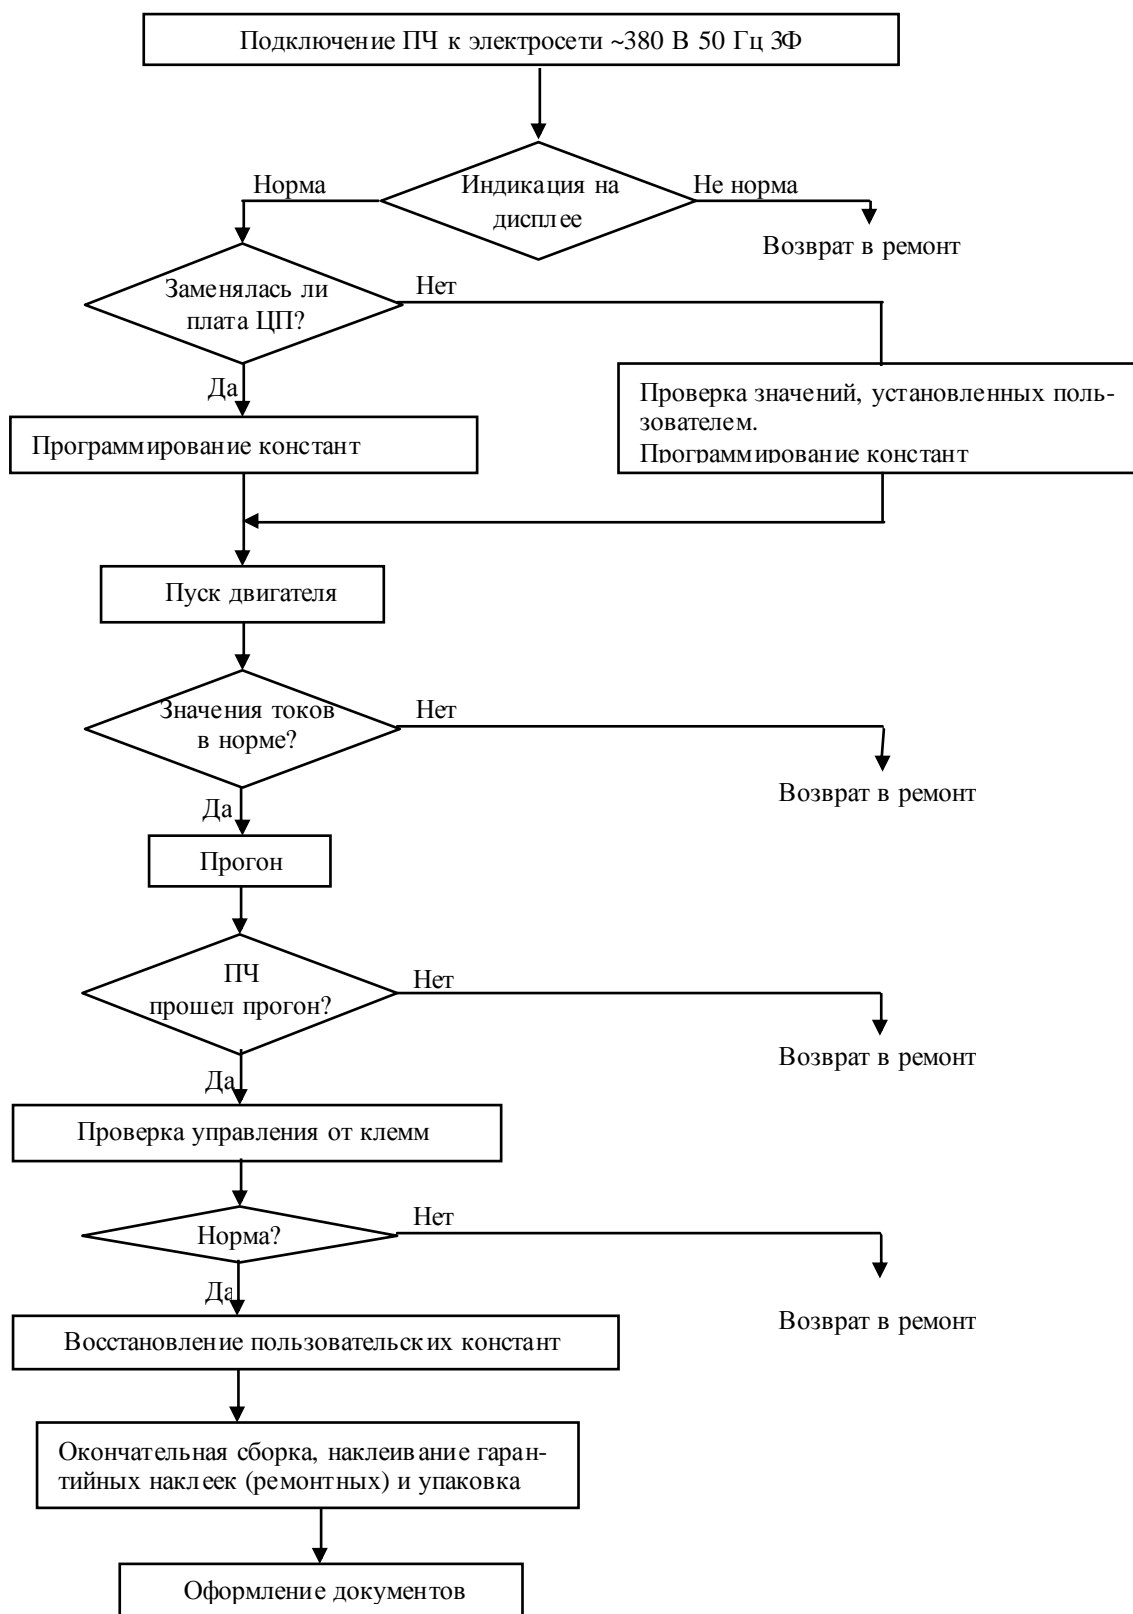 Подключение ПЧ к электросети ~380 В 50 Гц 3Ф
Индикация на
дисплее
Норма
Не норма
Возврат в ремонт
Заменялась ли
плата ЦП?
Нет
Да
Проверка значений, установленных поль-
зователем.
Программирование констант
Программирование констант
Пуск двигателя
Значения токов
в норме?
Нет
Возврат в ремонт
Да
Прогон
ПЧ
прошел прогон?
Нет
Возврат в ремонт
Да
Проверка управления от клемм
Норма?
Нет
Возврат в ремонт
Да
Восстановление пользовательских констант
Окончательная сборка, наклеивание гаран-
тийных наклеек (ремонтных) и упаковка
Оформление документов